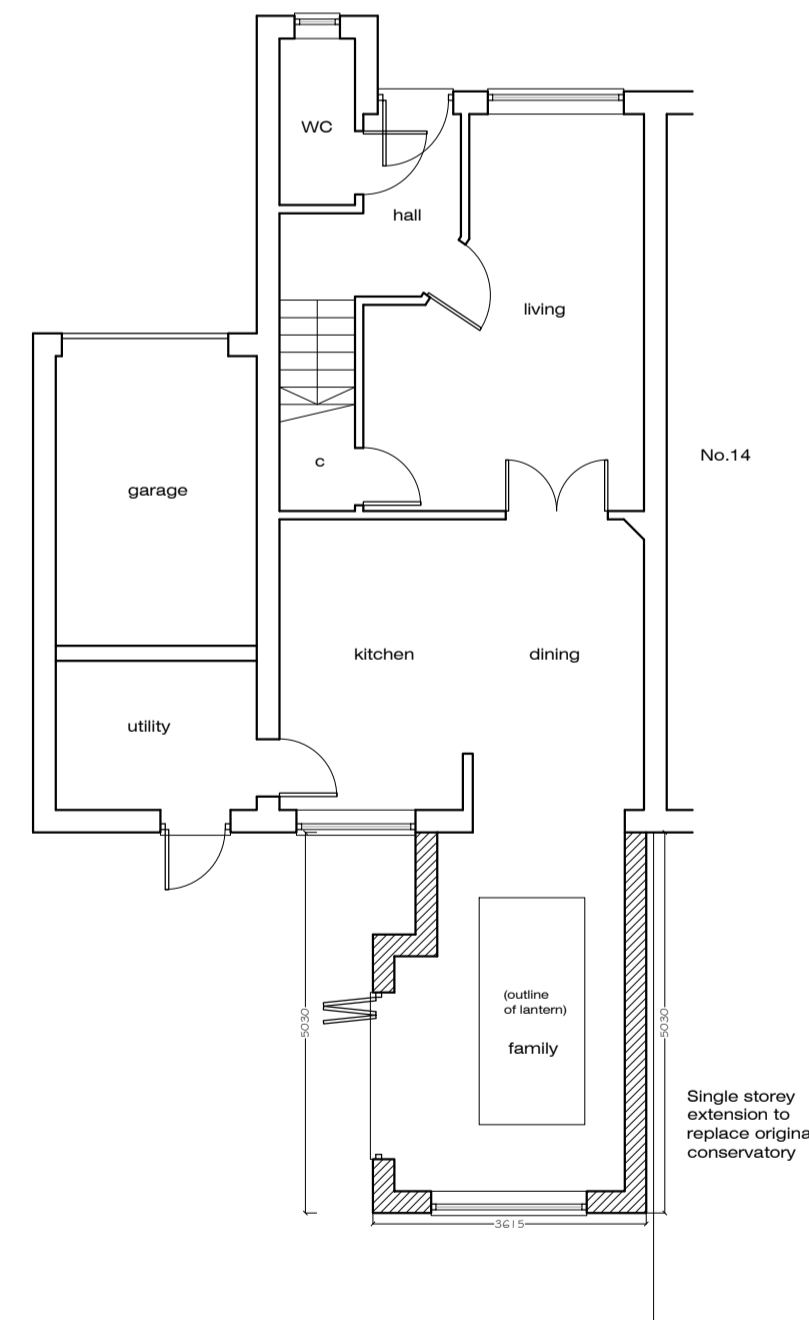 WC
hall
living
No.14
c
garage
kitchen
dining
utility
(outline
of lantern)
family
5030
5030
Single storey
extension to
replace origina
conservatory
3615